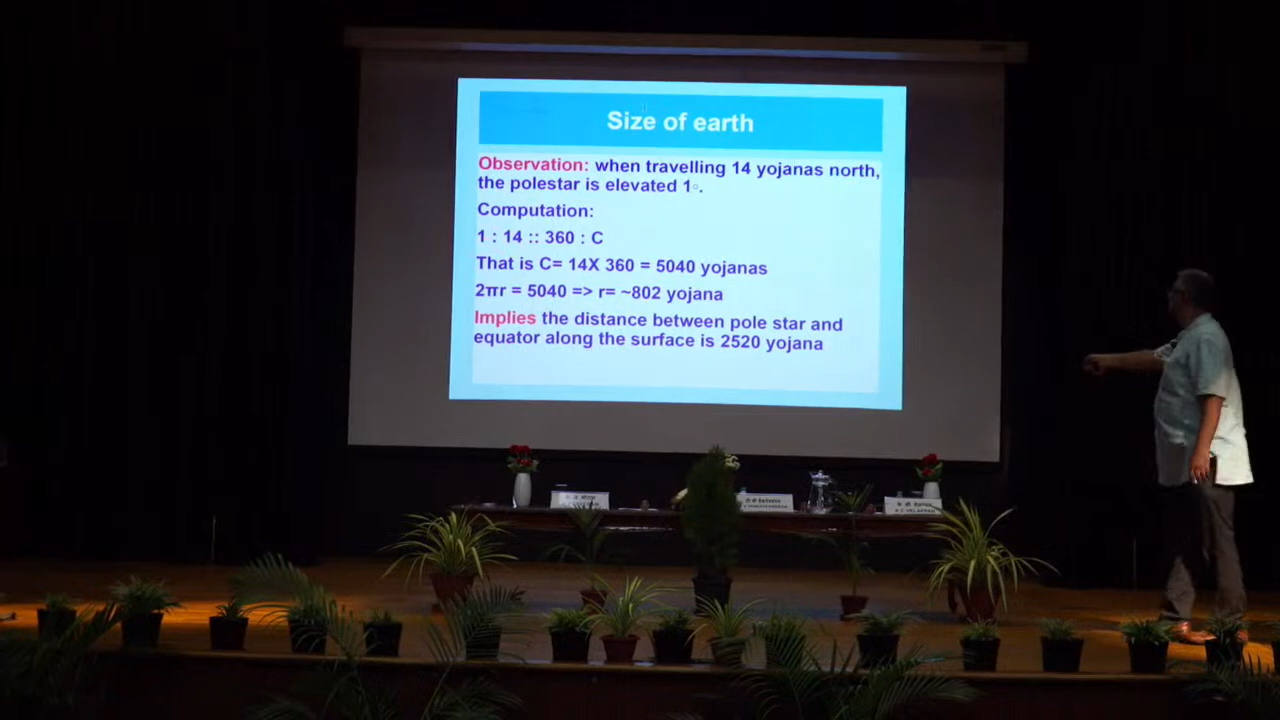 Size of earth
Observation: when travelling 14 yojanas north,
the polestar is elevated 1◦.
Computation:
1 : 14 :: 360 : C
That is C= 14X 360 = 5040 yojanas
2πr = 5040 => r= ~802 yojana
Implies the distance between pole star and
equator along the surface is 2520 yojana